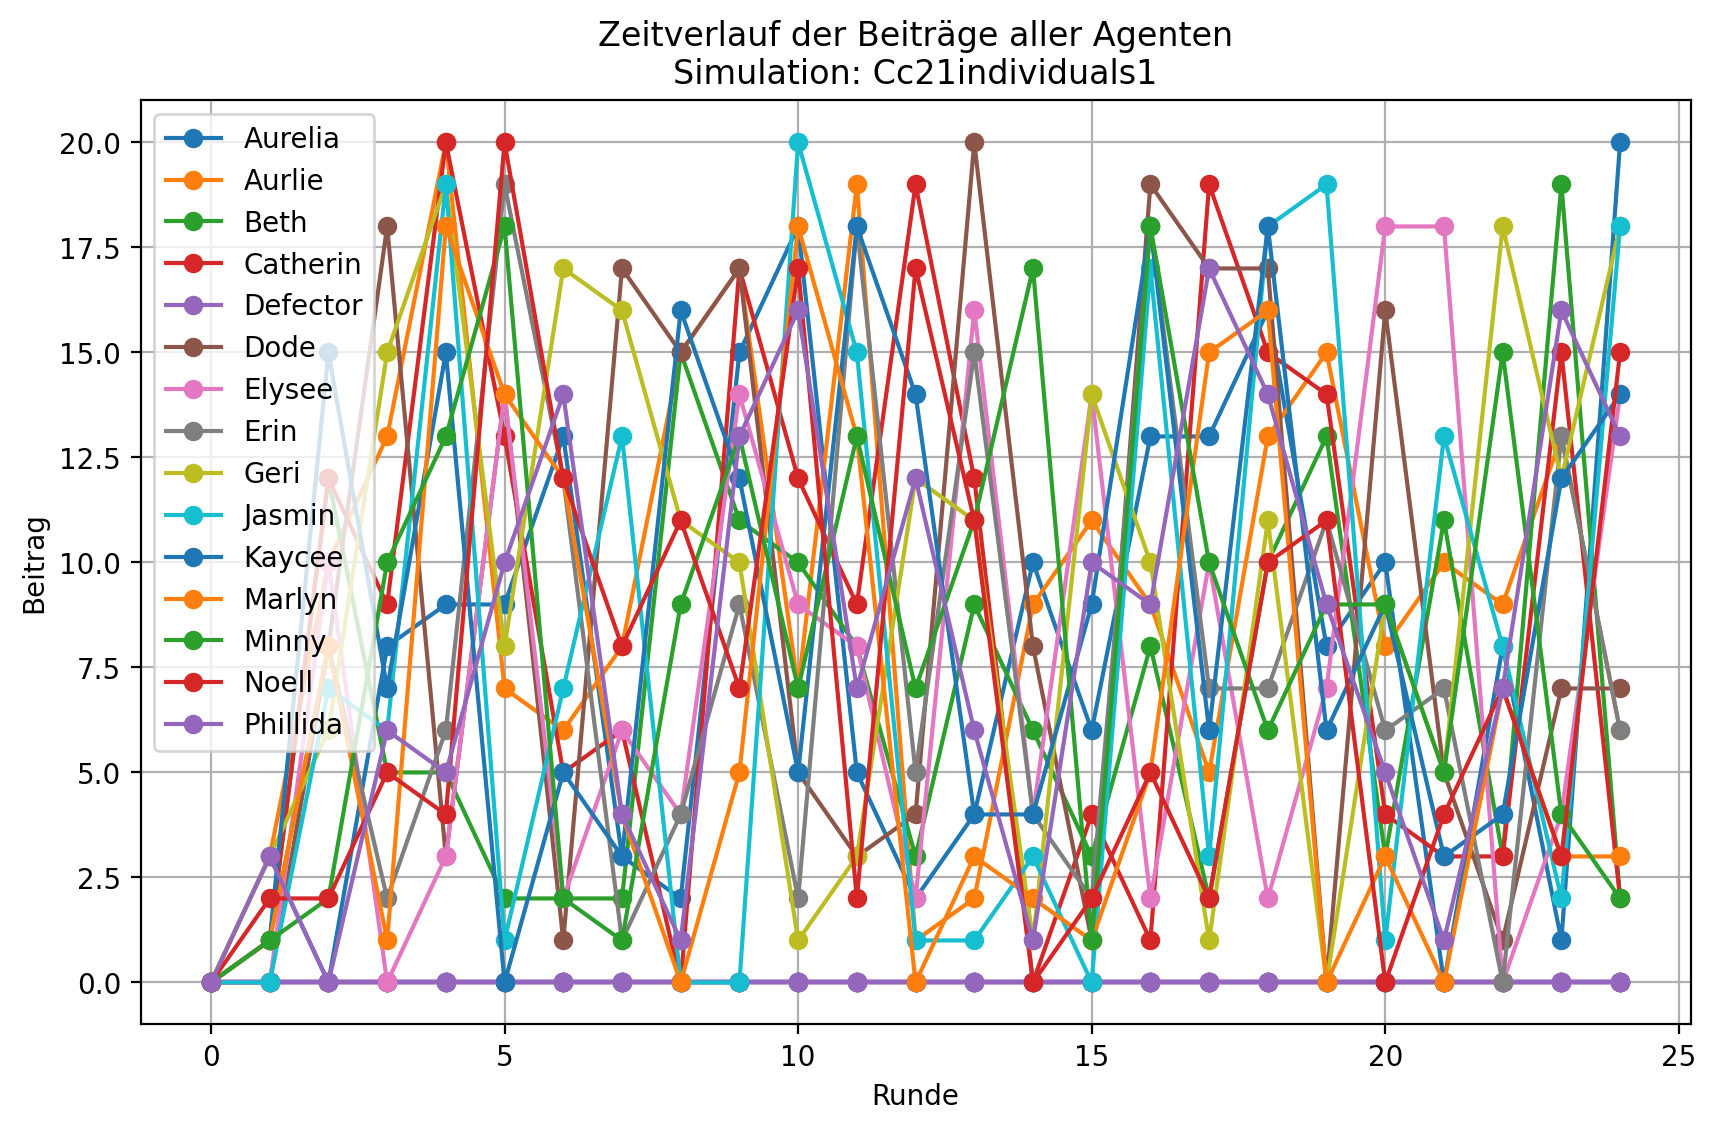 Zeitverlauf der Beiträge aller Agenten
Simulation: Cc21individuals1
Beitrag
20.0
17.5
15.0
12.5
10.0
7.5
5.0
2.5
0.0
Aurelia
Aurlie
Beth
Catherin
Defector
Dode
Elysee
Erin
Geri
Jasmin
Kaycee
Marlyn
Minny
Noell
Phillida
0
5
10
15
20
25
Runde